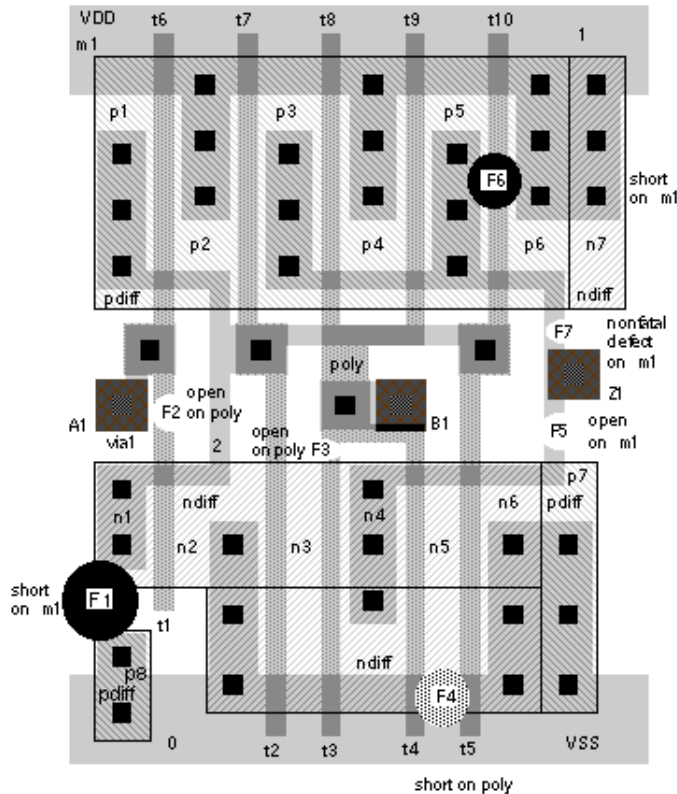 VDD t6 t7 t8 t9 t10
m1 1
p1 p3 p5
F6
short
on m1
p2 p4 p6 n7
pdiff ndiff
F7 nonfatal
defect
on m1
poly
A1 F2 open
on poly
B1 Z1
via1
2 open
on poly F3
F5 open
on m1
p7
ndiff pdiff
n1 n4 n6
n2 n3 n5
short
on m1
F1
t1
p8
pdiff
ndiff
F4
0 t2 t3 t4 t5 VSS
short on poly